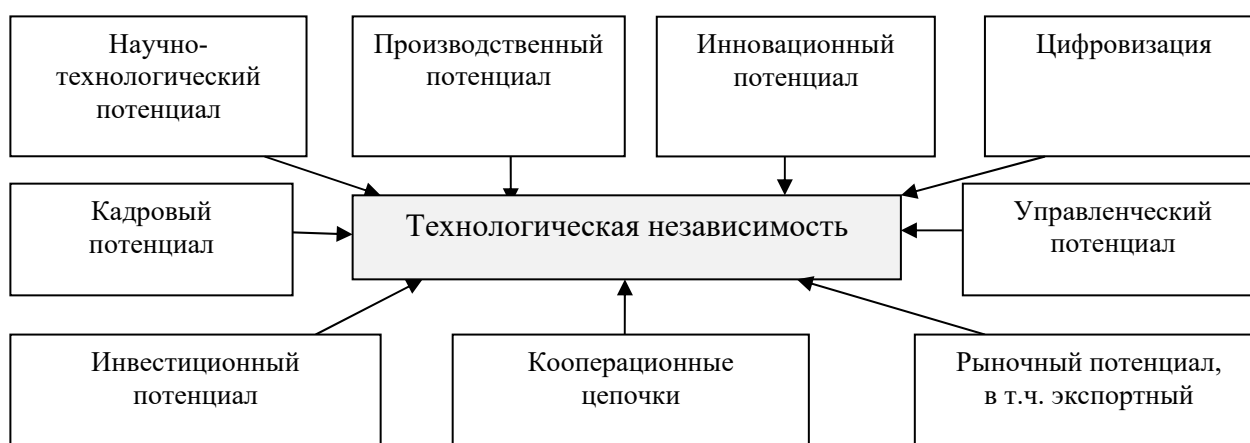 Научно-
технологический
потенциал
Производственный
потенциал
Инновационный
потенциал
Цифровизация
Кадровый
потенциал
Технологическая независимость
Управленческий
потенциал
Инвестиционный
потенциал
Кооперационные
цепочки
Рыночный потенциал,
в т.ч. экспортный